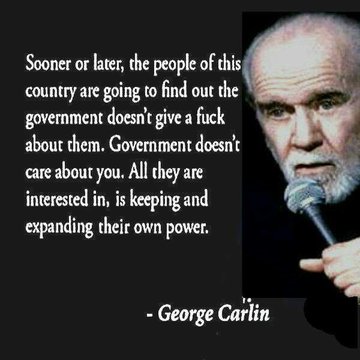 Sooner or later, the people of this
country are going to find out the
government doesn't give a fuck
about them. Government doesn't
care about you. All they are
interested in, is keeping and
expanding their own power.
- George Carlin